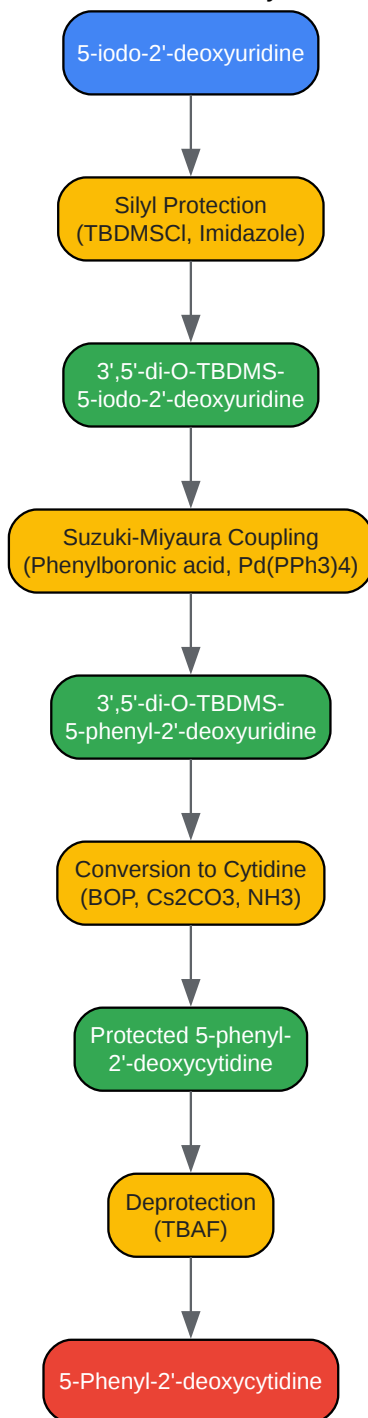 5-iodo-2'-deoxyuridine
Silyl Protection
(TBDMSCl, Imidazole)
3',5'-di-O-TBDMS-
5-iodo-2'-deoxyuridine
Suzuki-Miyaura Coupling
(Phenylboronic acid, Pd(PPh3)4)
3',5'-di-O-TBDMS-
5-phenyl-2'-deoxyuridine
Conversion to Cytidine
(BOP, Cs2CO3, NH3)
Protected 5-phenyl-
2'-deoxycytidine
Deprotection
(TBAF)
5-Phenyl-2'-deoxycytidine